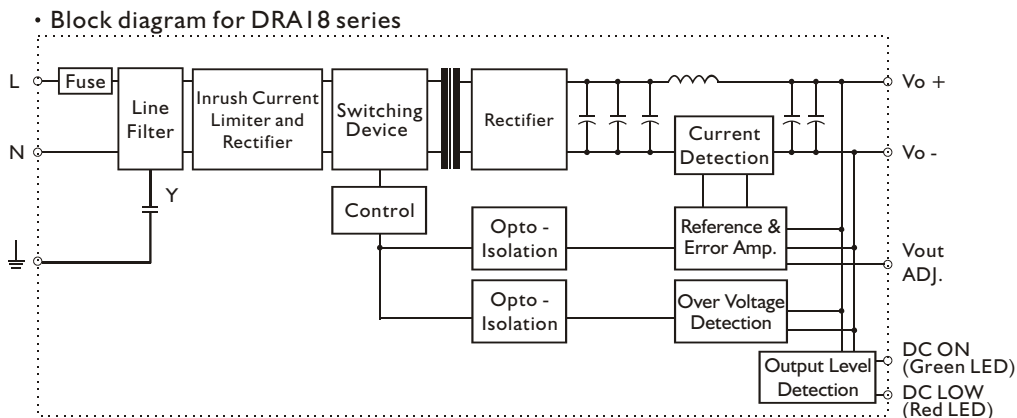 • Block diagram for DRA18 series
L
Fuse
Line
Filter
Inrush Current
Limiter and
Rectifier
Switching
Device
Rectifier
Current
Detection
Vo +
N
Vo -
Y
Control
Opto -
Isolation
Reference &
Error Amp.
Vout
ADJ.
Opto -
Isolation
Over Voltage
Detection
Output Level
Detection
DC ON
(Green LED)
DC LOW
(Red LED)